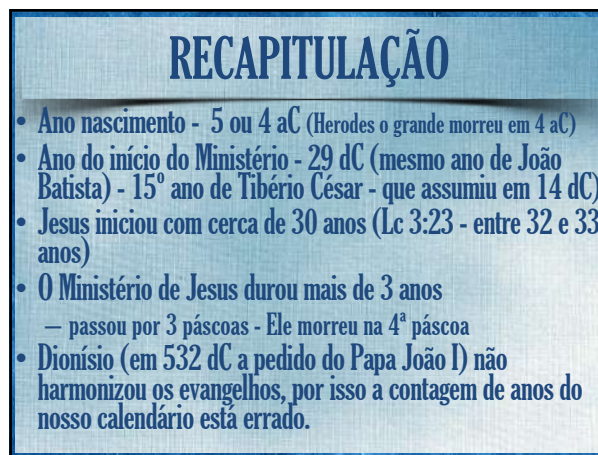 RECAPITULAÇÃO
• Ano nascimento - 5 ou 4 aC (Herodes o grande morreu em 4 aC)
• Ano do início do Ministério - 29 dC (mesmo ano de João
Batista) - 15º ano de Tibério César - que assumiu em 14 dC)
• Jesus iniciou com cerca de 30 anos (Lc 3:23 - entre 32 e 33
anos)
• O Ministério de Jesus durou mais de 3 anos
– passou por 3 páscoas - Ele morreu na 4ª páscoa
• Dionísio (em 532 dC a pedido do Papa João I) não
harmonizou os evangelhos, por isso a contagem de anos do
nosso calendário está errado.